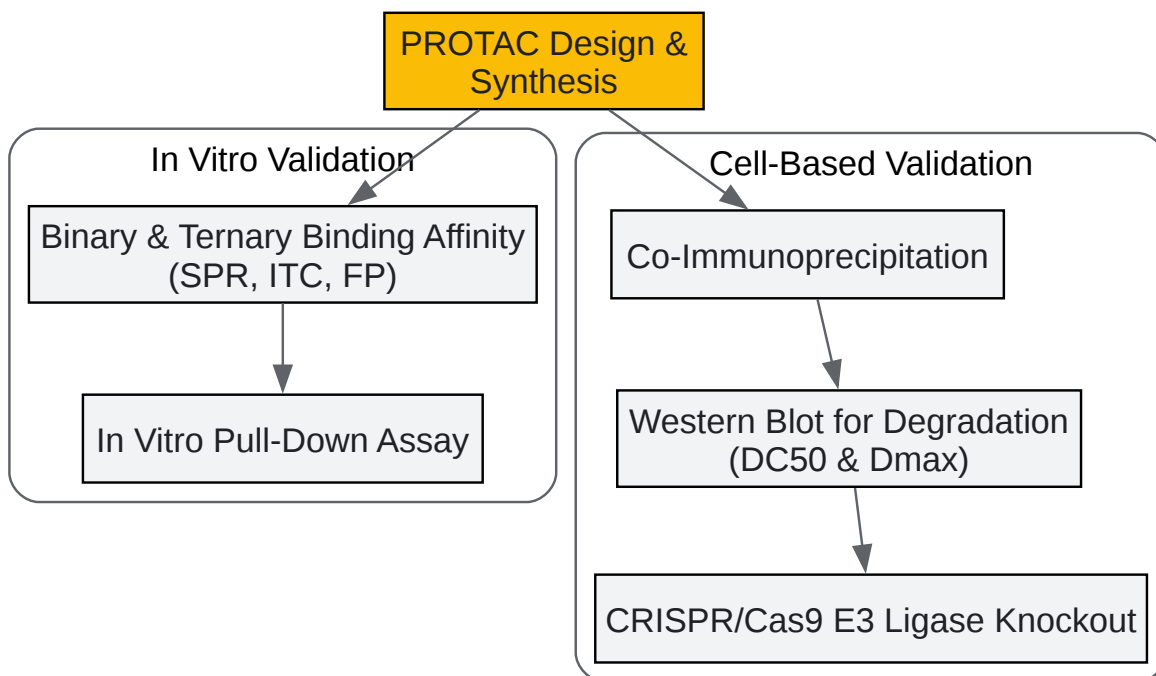 PROTAC Design &
Synthesis
In Vitro Validation
Binary & Ternary Binding Affinity
(SPR, ITC, FP)
In Vitro Pull-Down Assay
Cell-Based Validation
Co-Immunoprecipitation
Western Blot for Degradation
(DC50 & Dmax)
CRISPR/Cas9 E3 Ligase Knockout